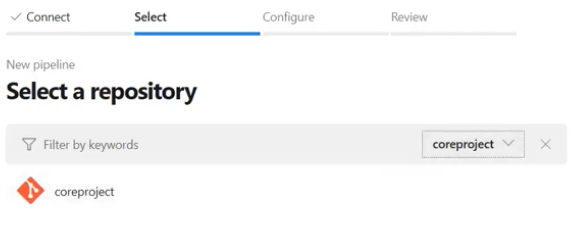 ✓ Connect Select Configure Review
New pipeline
Select a repository
Filter by keywords coreproject
coreproject